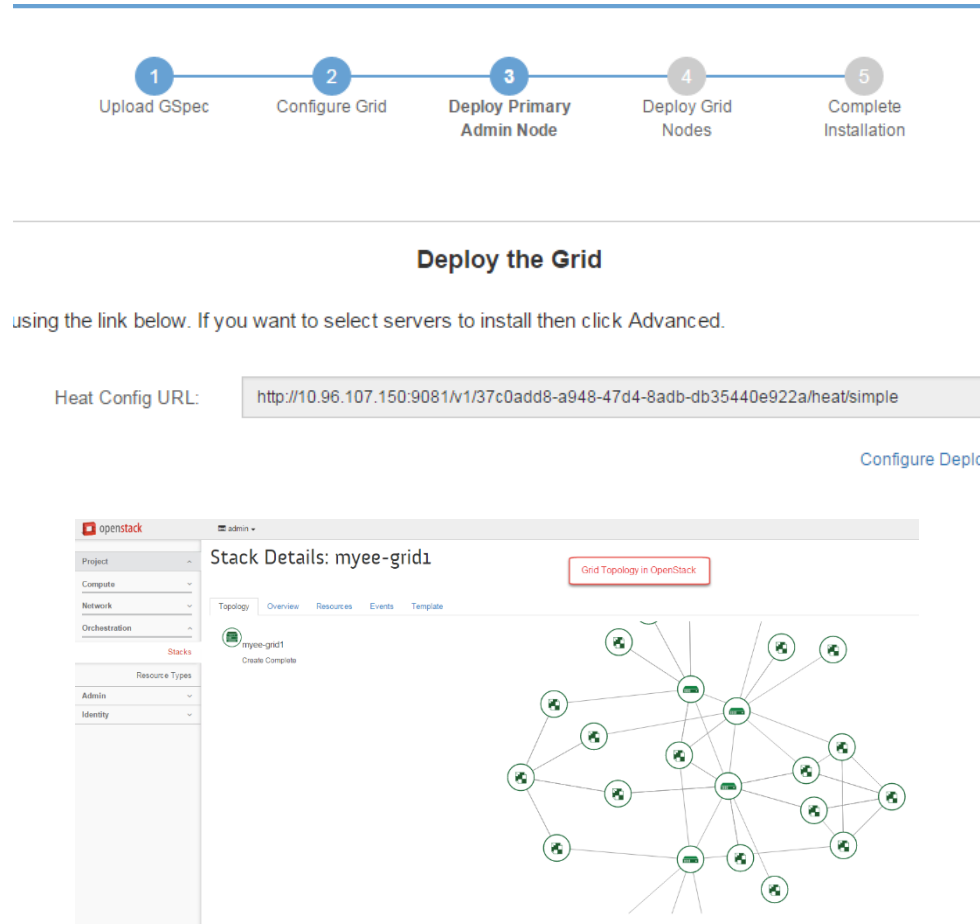 1
2
3
4
5
Upload GSpec
Configure Grid
Deploy Primary
Admin Node
Deploy Grid
Nodes
Complete
Installation
Deploy the Grid
using the link below. If you want to select servers to install then click Advanced.
Heat Config URL:
http://10.96.107.150:9081/v1/37c0add8-a948-47d4-8adb-db35440e922a/heat/simple
Configure Deplo
openstack
admin
Project
Compute
Network
Orchestration
Stacks
Resource Types
Admin
Identity
Stack Details: myee-grid1
Grid Topology in OpenStack
Topology Overview Resources Events Template
myee-grid1
Create Complete